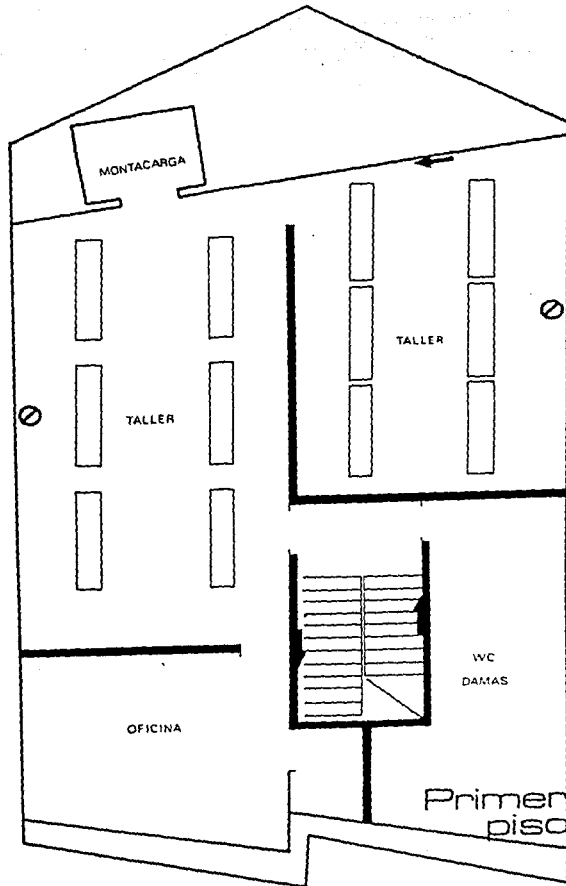 MONTACARGA
TALLER
TALLER
WC
DAMAS
OFICINA
Primer
piso